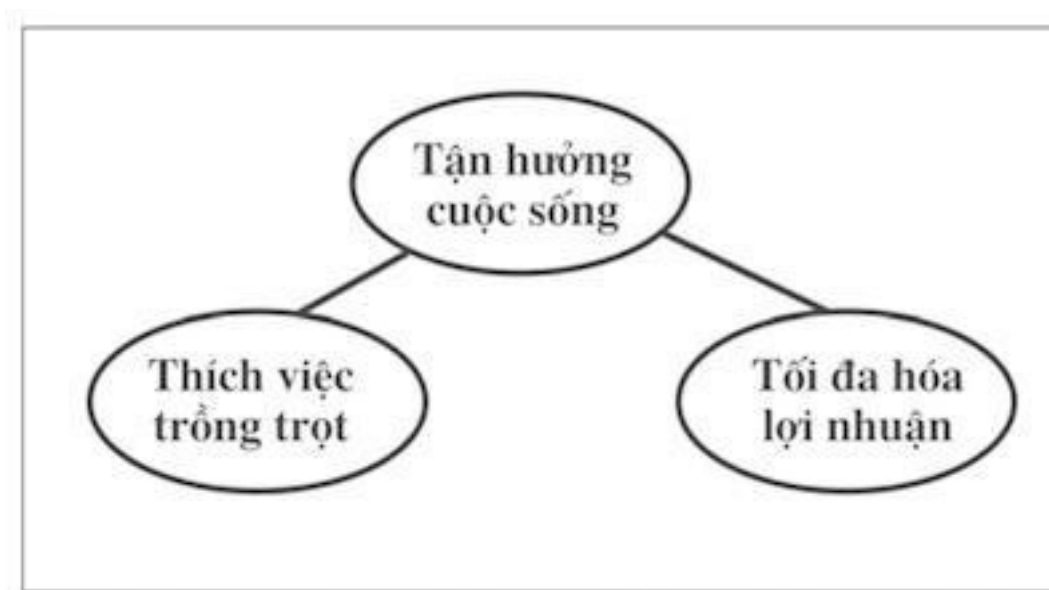 Tận hưởng
cuộc sống
Thích việc
trồng trọt
Tối đa hóa
lợi nhuận